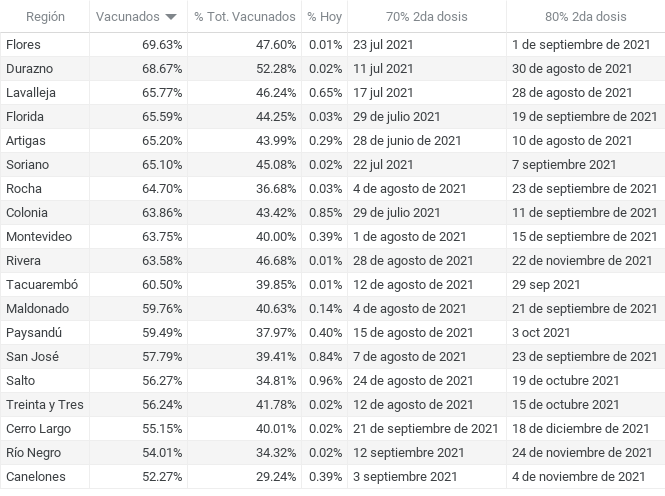 Región Vacunados % Tot. Vacunados % Hoy 70% 2da dosis 80% 2da dosis
Flores 69.63% 47.60% 0.01% 23 jul 2021 1 de septiembre de 2021
Durazno 68.67% 52.28% 0.02% 11 jul 2021 30 de agosto de 2021
Lavalleja 65.77% 46.24% 0.65% 17 jul 2021 28 de agosto de 2021
Florida 65.59% 44.25% 0.03% 29 de julio 2021 19 de septiembre de 2021
Artigas 65.20% 43.99% 0.29% 28 de junio de 2021 10 de agosto de 2021
Soriano 65.10% 45.08% 0.02% 22 jul 2021 7 septiembre 2021
Rocha 64.70% 36.68% 0.03% 4 de agosto de 2021 23 de septiembre de 2021
Colonia 63.86% 43.42% 0.85% 29 de julio 2021 11 de septiembre de 2021
Montevideo 63.75% 40.00% 0.39% 1 de agosto de 2021 15 de septiembre de 2021
Rivera 63.58% 46.68% 0.01% 28 de agosto de 2021 22 de noviembre de 2021
Tacuarembó 60.50% 39.85% 0.01% 12 de agosto de 2021 29 sep 2021
Maldonado 59.76% 40.63% 0.14% 4 de agosto de 2021 21 de septiembre de 2021
Paysandú 59.49% 37.97% 0.40% 15 de agosto de 2021 3 oct 2021
San José 57.79% 39.41% 0.84% 7 de agosto de 2021 23 de septiembre de 2021
Salto 56.27% 34.81% 0.96% 24 de agosto de 2021 19 de octubre 2021
Treinta y Tres 56.24% 41.78% 0.02% 12 de agosto de 2021 15 de octubre 2021
Cerro Largo 55.15% 40.01% 0.02% 21 de septiembre de 2021 18 de diciembre de 2021
Río Negro 54.01% 34.32% 0.02% 12 septiembre 2021 24 de noviembre de 2021
Canelones 52.27% 29.24% 0.39% 3 septiembre 2021 4 de noviembre de 2021